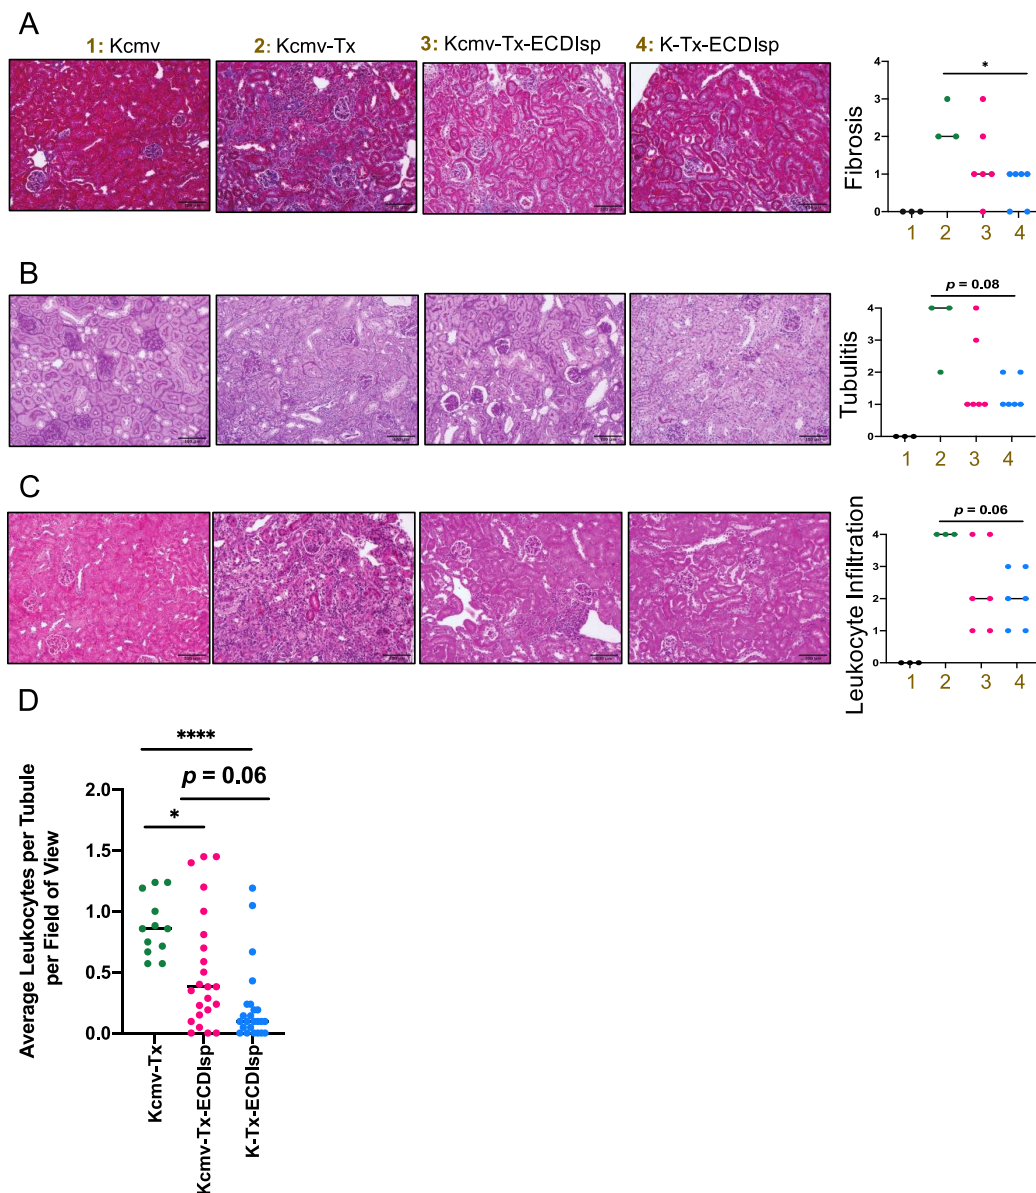 A
1: Kcmv
2: Kcmv-Tx
3: Kcmv-Tx-ECDIsp
4: K-Tx-ECDIsp
Fibrosis
*
4
3
2
1
0
1 2 3 4
B
Tubulitis
p = 0.08
4
3
2
1
0
1 2 3 4
C
Leukocyte Infiltration
p = 0.06
4
3
2
1
0
1 2 3 4
D
Average Leukocytes per Tubule
per Field of View
****
p = 0.06
*
2.0
1.5
1.0
0.5
0.0
Kcmv-Tx
Kcmv-Tx-ECDIsp
K-Tx-ECDIsp